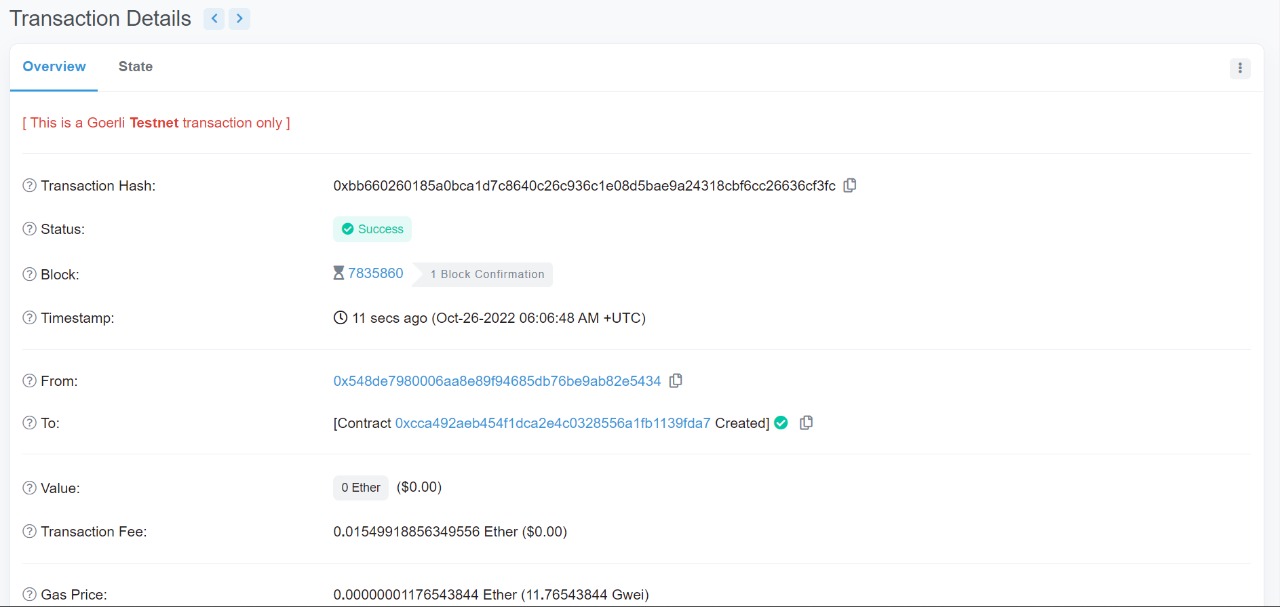 Transaction Details
Overview State
[ This is a Goerli Testnet transaction only ]
Transaction Hash: 0xbb660260185a0bca1d7c8640c26c936c1e08d5bae9a24318cbf6cc26636cf3fc
Status: Success
Block: 7835860 1 Block Confirmation
Timestamp: 11 secs ago (Oct-26-2022 06:06:48 AM +UTC)
From: 0x548de7980006aa8e89f94685db76be9ab82e5434
To: [Contract 0xcca492aeb454f1dca2e4c0328556a1fb1139fda7 Created]
Value: 0 Ether ($0.00)
Transaction Fee: 0.01549918856349556 Ether ($0.00)
Gas Price: 0.00000001176543844 Ether (11.76543844 Gwei)